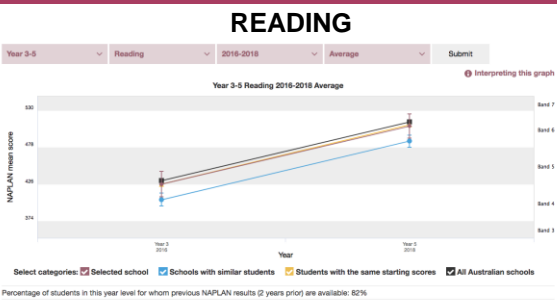 READING
Year 3-5 Reading 2016-2018 Average Submit
Interpreting this graph
Year 3-5 Reading 2016-2018 Average
NAPLAN mean score
530
478
426
374
Band 7
Band 6
Band 5
Band 4
Band 3
Year 3
2016
Year 5
2018
Year
Select categories: Selected school Schools with similar students Students with the same starting scores All Australian schools
Percentage of students in this year level for whom previous NAPLAN results (2 years prior) are available: 82%